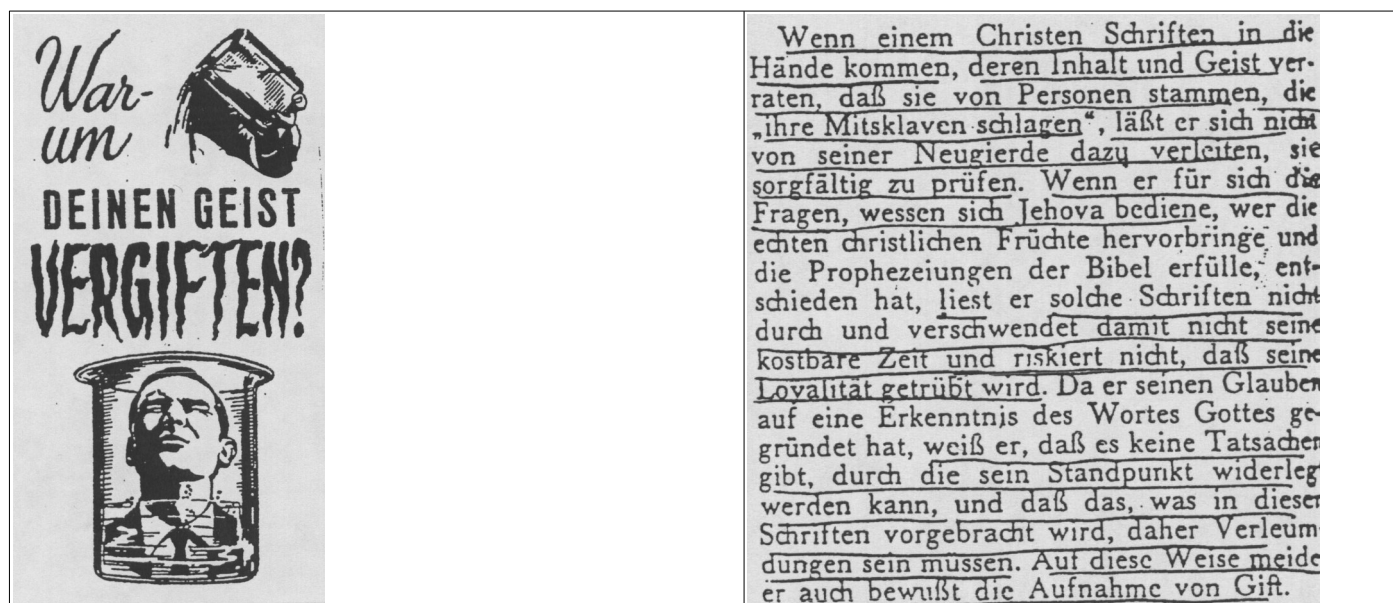 War-
um
DEINEN GEIST
VERGIFTEN?
Wenn einem Christen Schriften in die
Hände kommen, deren Inhalt und Geist ver-
raten, daß sie von Personen stammen, die
„ihre Mitsklaven schlagen“, läßt er sich nicht
von seiner Neugierde dazu verleiten, sie
sorgfältig zu prüfen. Wenn er für sich die
Fragen, wessen sich Jehova bediene, wer die
echten christlichen Früchte hervorbringe und
die Prophezeiungen der Bibel erfülle, ent-
schieden hat, liest er solche Schriften nicht
durch und verschwendet damit nicht seine
kostbare Zeit und riskiert nicht, daß seine
Loyalität getrübt wird. Da er seinen Glauben
auf eine Erkenntnis des Wortes Gottes ge-
gründet hat, weiß er, daß es keine Tatsachen
gibt, durch die sein Standpunkt widerleg
werden kann, und daß das, was in diesen
Schriften vorgebracht wird, daher Verleum
dungen sein müssen. Auf diese Weise meide
er auch bewußt die Aufnahme von Gift.